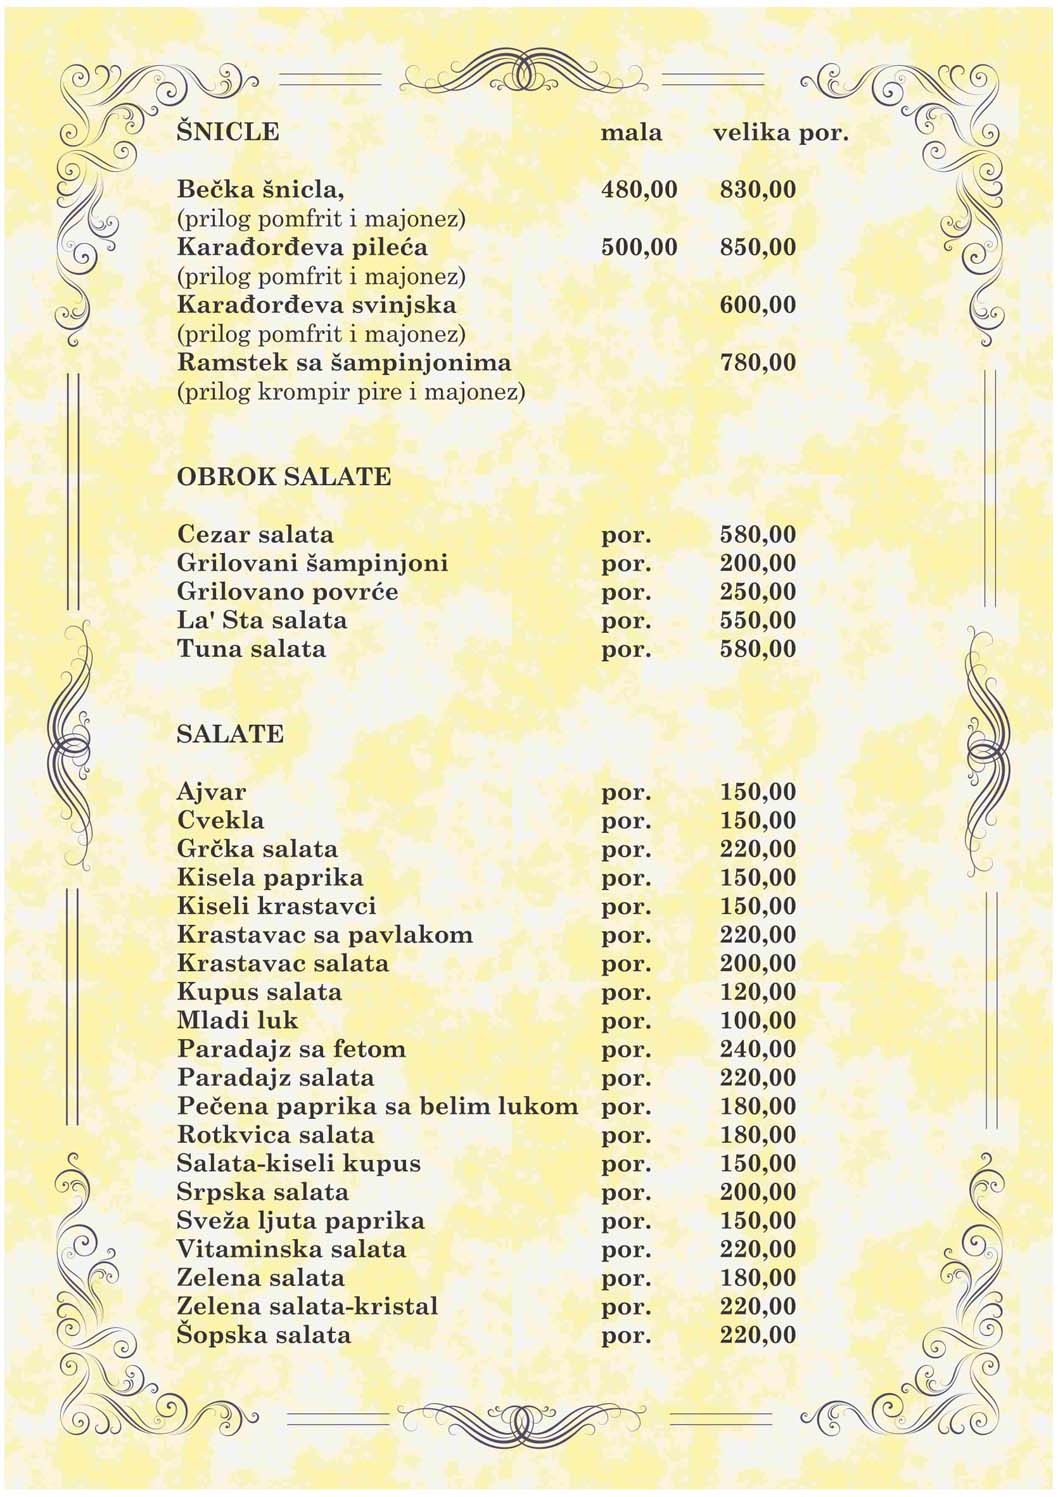 ŠNICLE mala velika por.
Bečka šnicla, 480,00 830,00
(prilog pomfrit i majonez)
Karađorđeva pileća 500,00 850,00
(prilog pomfrit i majonez)
Karađorđeva svinjska 600,00
(prilog pomfrit i majonez)
Ramstek sa šampinjonima 780,00
(prilog krompir pire i majonez)
OBROK SALATE
Cezar salata por. 580,00
Grilovani šampinjoni por. 200,00
Grilovano povrće por. 250,00
La' Sta salata por. 550,00
Tuna salata por. 580,00
SALATE
Ajvar por. 150,00
Cvekla por. 150,00
Grčka salata por. 220,00
Kisela paprika por. 150,00
Kiseli krastavci por. 150,00
Krastavac sa pavlakom por. 220,00
Krastavac salata por. 200,00
Kupus salata por. 120,00
Mladi luk por. 100,00
Paradajz sa fetom por. 240,00
Paradajz salata por. 220,00
Pečena paprika sa belim lukom por. 180,00
Rotkvica salata por. 180,00
Salata-kiseli kupus por. 150,00
Srpska salata por. 200,00
Sveža ljuta paprika por. 150,00
Vitaminska salata por. 220,00
Zelena salata por. 180,00
Zelena salata-kristal por. 220,00
Šopska salata por. 220,00